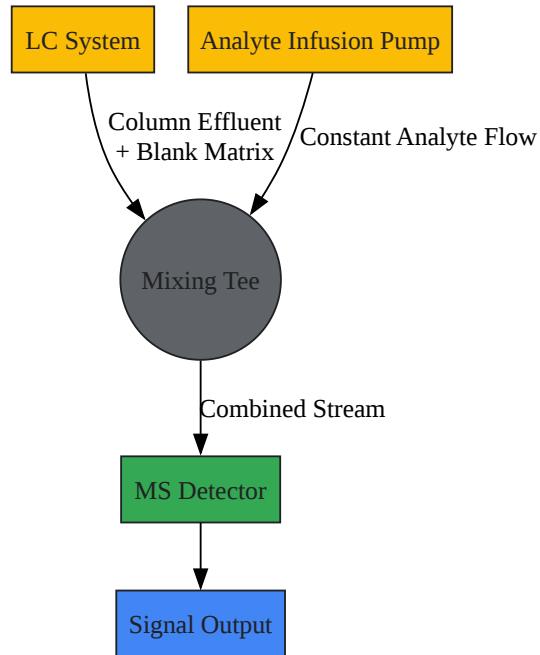 LC System
Analyte Infusion Pump
Column Effluent
+ Blank Matrix
Constant Analyte Flow
Mixing Tee
Combined Stream
MS Detector
Signal Output